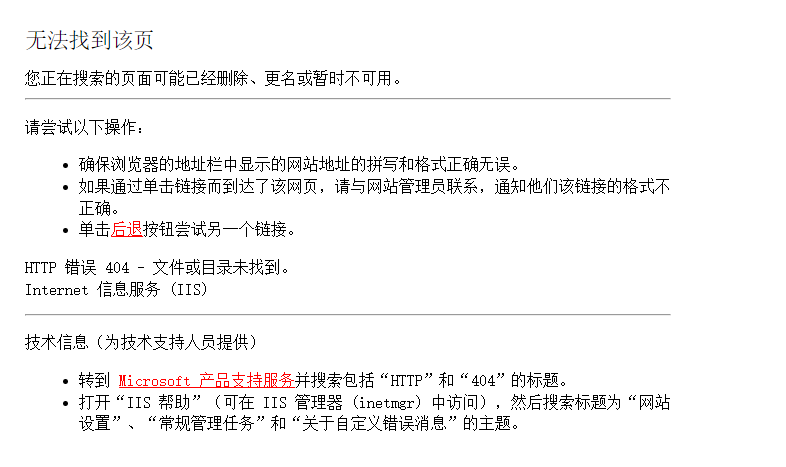 无法找到该页
您正在搜索的页面可能已经删除、更名或暂时不可用。
请尝试以下操作:
确保浏览器的地址栏中显示的网站地址的拼写和格式正确无误。
如果通过单击链接而到达了该网页，请与网站管理员联系，通知他们该链接的格式不
正确。
单击后退按钮尝试另一个链接。
HTTP 错误 404 - 文件或目录未找到。
Internet 信息服务 (IIS)
技术信息（为技术支持人员提供）
转到 Microsoft 产品支持服务并搜索包括“HTTP”和“404”的标题。
打开“IIS 帮助”（可在 IIS 管理器 (inetmgr) 中访问），然后搜索标题为“网站
设置”、“常规管理任务”和“关于自定义错误消息”的主题。